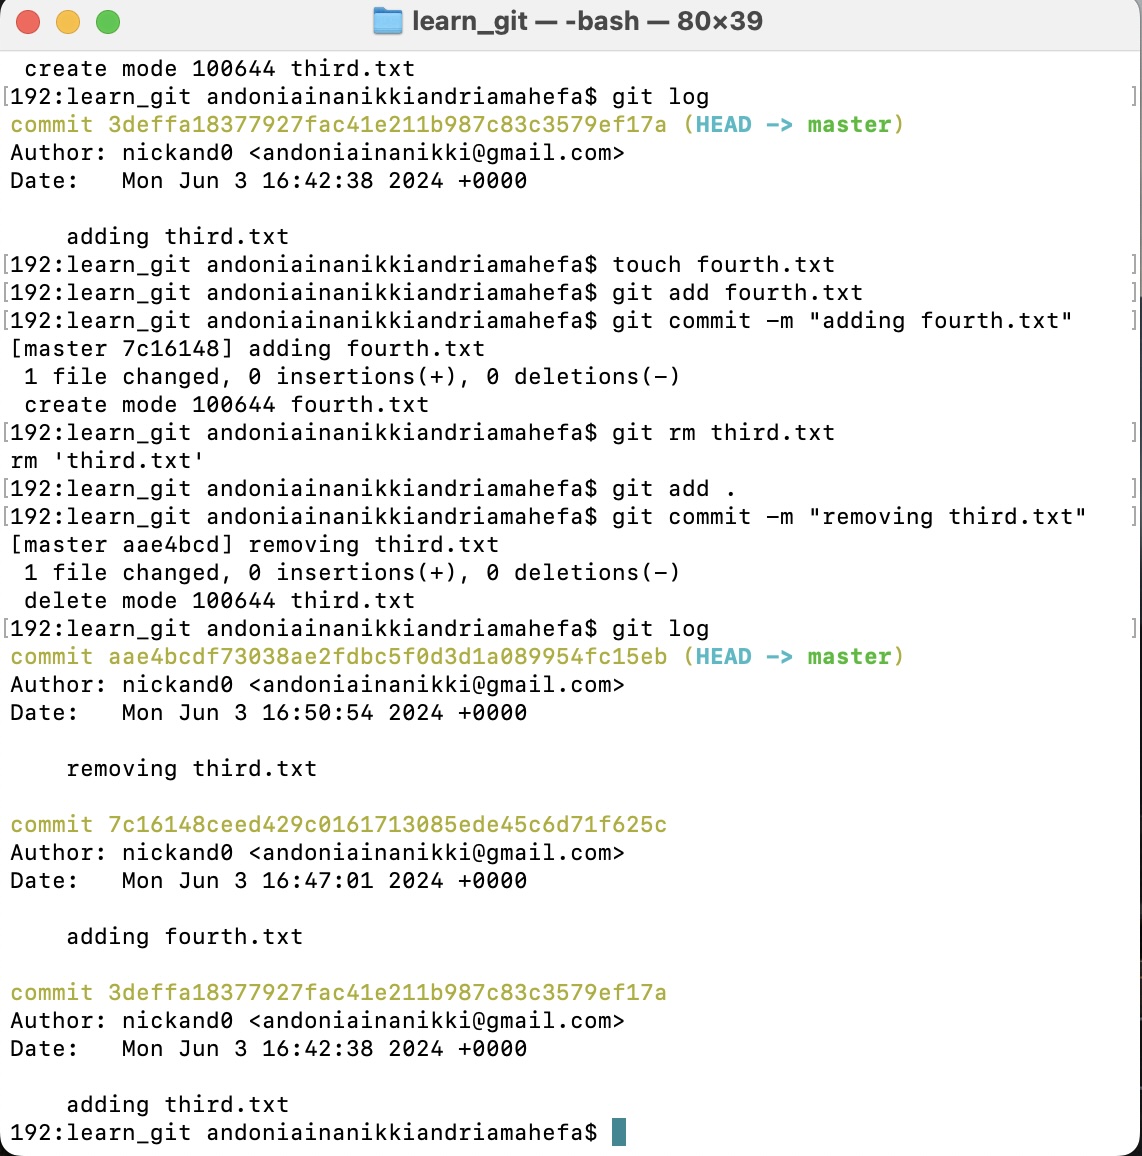 learn_git — -bash — 80×39
 create mode 100644 third.txt
[192:learn_git andoniainanikkiandriamahefa$ git log ]
commit 3deffa18377927fac41e211b987c83c3579ef17a (HEAD -> master)
Author: nickand0 <andoniainanikki@gmail.com>
Date:   Mon Jun 3 16:42:38 2024 +0000

    adding third.txt
[192:learn_git andoniainanikkiandriamahefa$ touch fourth.txt ]
[192:learn_git andoniainanikkiandriamahefa$ git add fourth.txt ]
[192:learn_git andoniainanikkiandriamahefa$ git commit -m "adding fourth.txt" ]
[master 7c16148] adding fourth.txt
 1 file changed, 0 insertions(+), 0 deletions(-)
 create mode 100644 fourth.txt
[192:learn_git andoniainanikkiandriamahefa$ git rm third.txt ]
rm 'third.txt'
[192:learn_git andoniainanikkiandriamahefa$ git add . ]
[192:learn_git andoniainanikkiandriamahefa$ git commit -m "removing third.txt" ]
[master aae4bcd] removing third.txt
 1 file changed, 0 insertions(+), 0 deletions(-)
 delete mode 100644 third.txt
[192:learn_git andoniainanikkiandriamahefa$ git log ]
commit aae4bcdf73038ae2fdbc5f0d3d1a089954fc15eb (HEAD -> master)
Author: nickand0 <andoniainanikki@gmail.com>
Date:   Mon Jun 3 16:50:54 2024 +0000

    removing third.txt

commit 7c16148ceed429c0161713085ede45c6d71f625c
Author: nickand0 <andoniainanikki@gmail.com>
Date:   Mon Jun 3 16:47:01 2024 +0000

    adding fourth.txt

commit 3deffa18377927fac41e211b987c83c3579ef17a
Author: nickand0 <andoniainanikki@gmail.com>
Date:   Mon Jun 3 16:42:38 2024 +0000

    adding third.txt
192:learn_git andoniainanikkiandriamahefa$